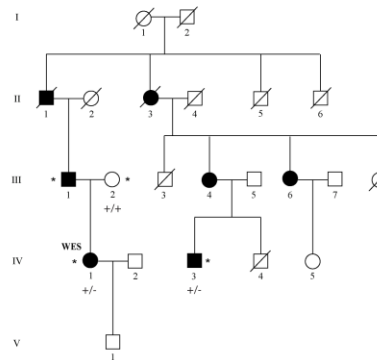 I
1 2
II
1 2 3 4 5 6
III
* 1 2 * 3 4 5 6 7
+/+
WES
IV
* 1 2 3 * 4 5
+/- +/-
V
1